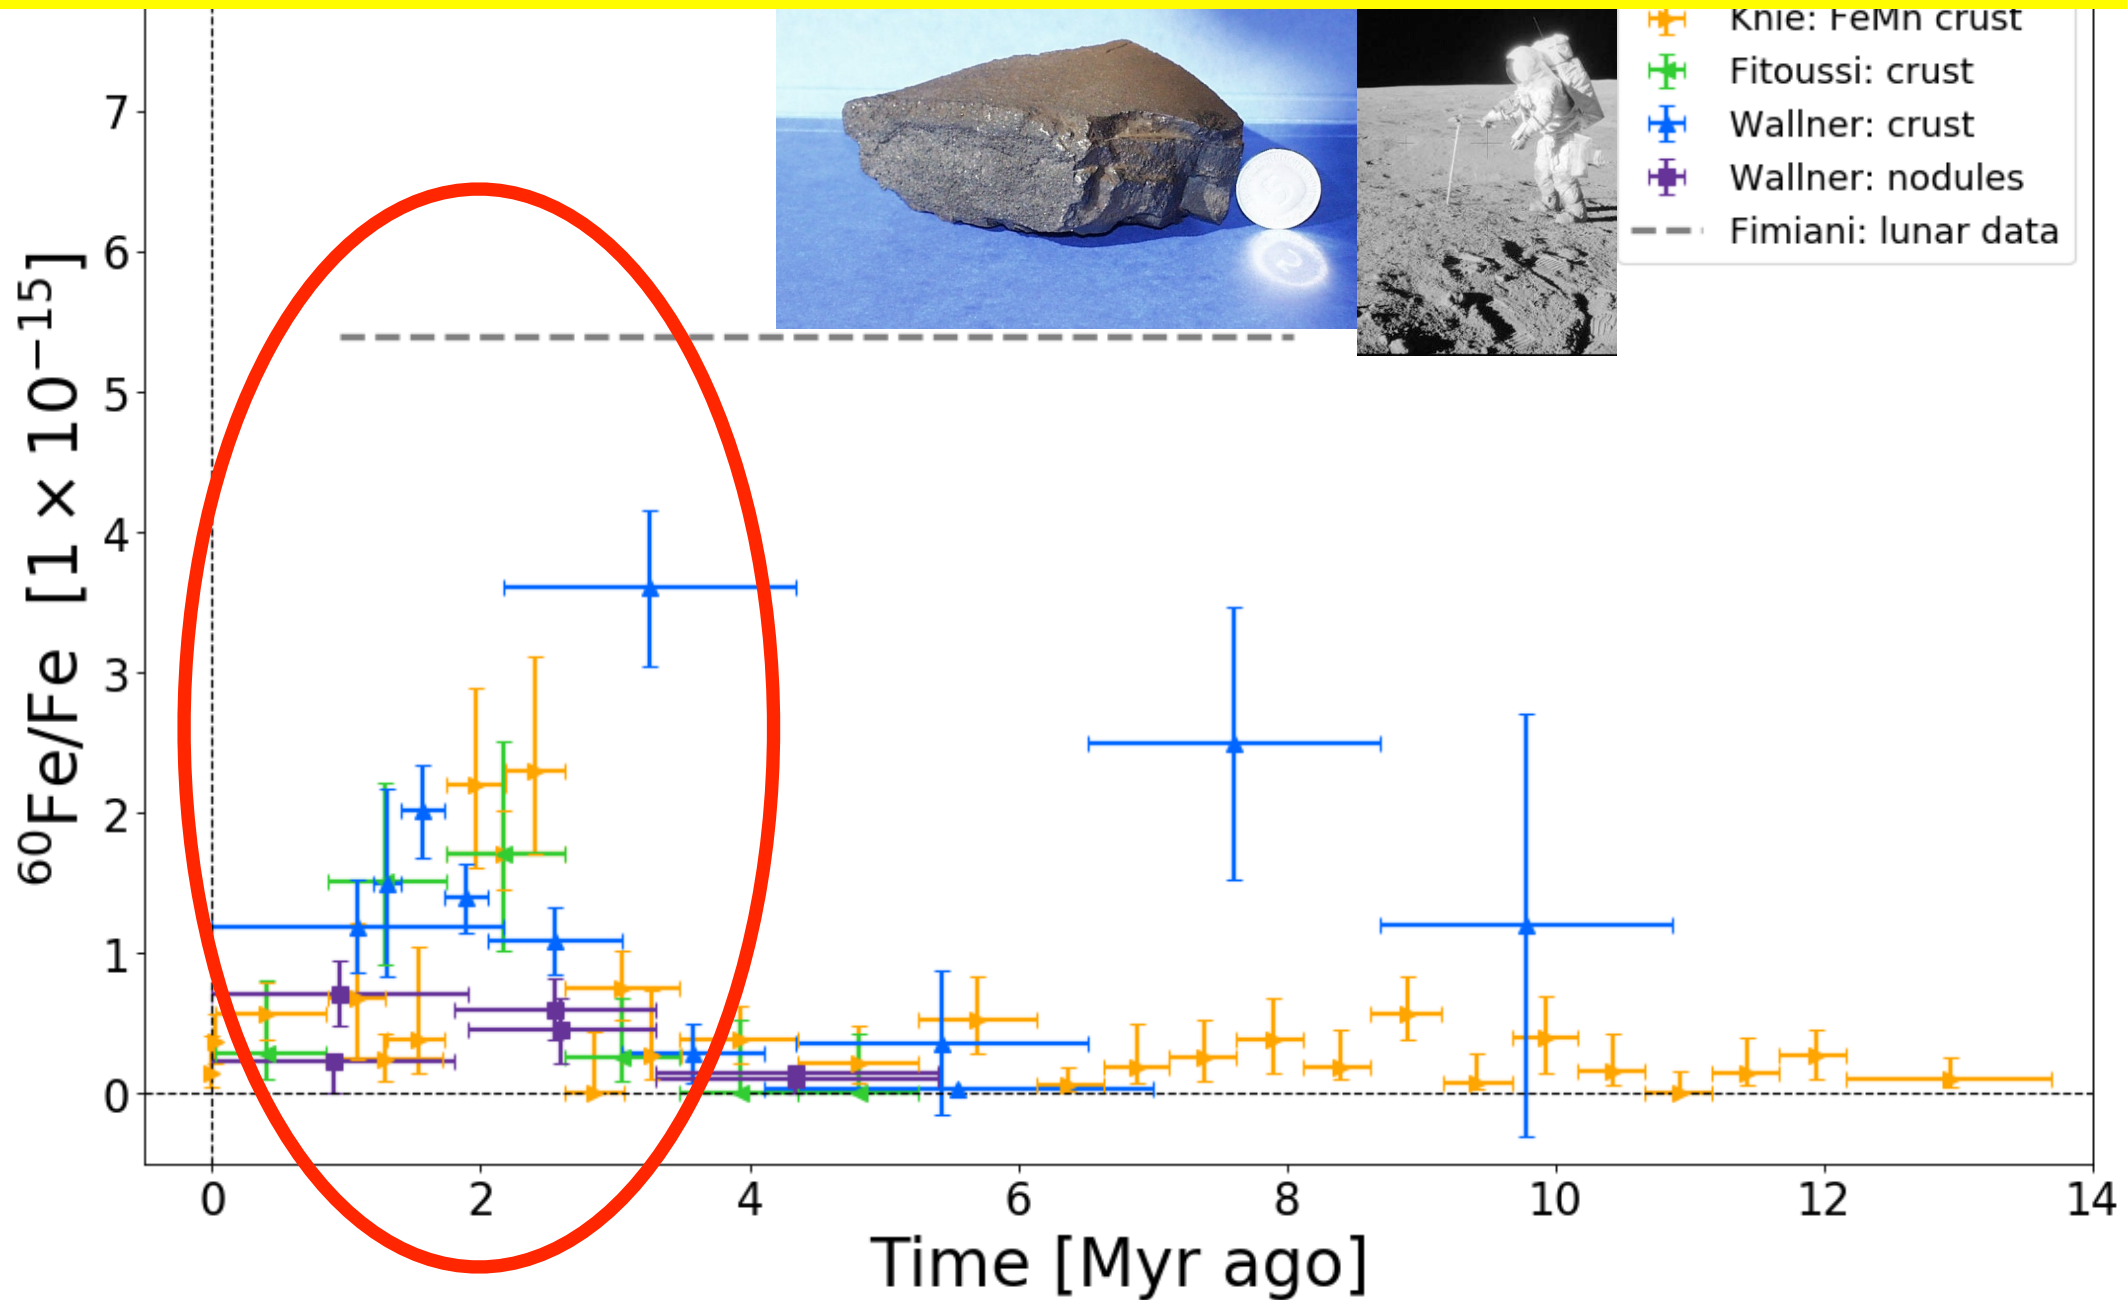 Knie: FeMn crust
Fitoussi: crust
Wallner: crust
Wallner: nodules
Fimiani: lunar data
⁶⁰Fe/Fe [1 × 10⁻¹⁵]
7
6
5
4
3
2
1
0
0 2 4 6 8 10 12 14
Time [Myr ago]